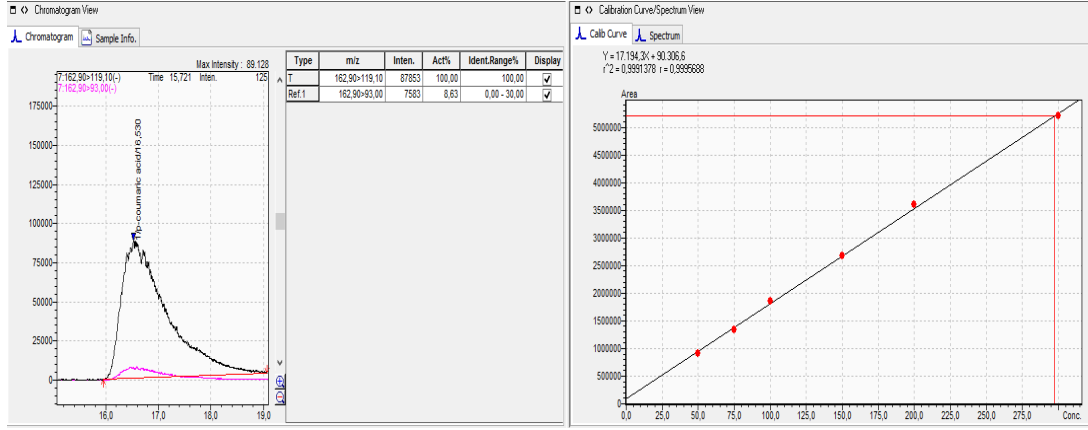 Chromatogram View
Chromatogram Sample Info.
Max Intensity : 89.128
7:162,90>119,10(-) Time 15,721 Inten. 125
7:162,90>93,00(-)
175000
150000
125000
100000
75000
50000
25000
0
1/p-coumaric acid/16,530
16,0 17,0 18,0 19,0
Type m/z Inten. Act% Ident.Range% Display
T 162,90>119,10 87853 100,00 100,00
Ref.1 162,90>93,00 7583 8,63 0,00 - 30,00
Calibration Curve/Spectrum View
Calib Curve Spectrum
Y = 17.194,3X + 90.306,6
r^2 = 0,9991378 r = 0,9995688
Area
5000000
4500000
4000000
3500000
3000000
2500000
2000000
1500000
1000000
500000
0
0,0 25,0 50,0 75,0 100,0 125,0 150,0 175,0 200,0 225,0 250,0 275,0 Conc.